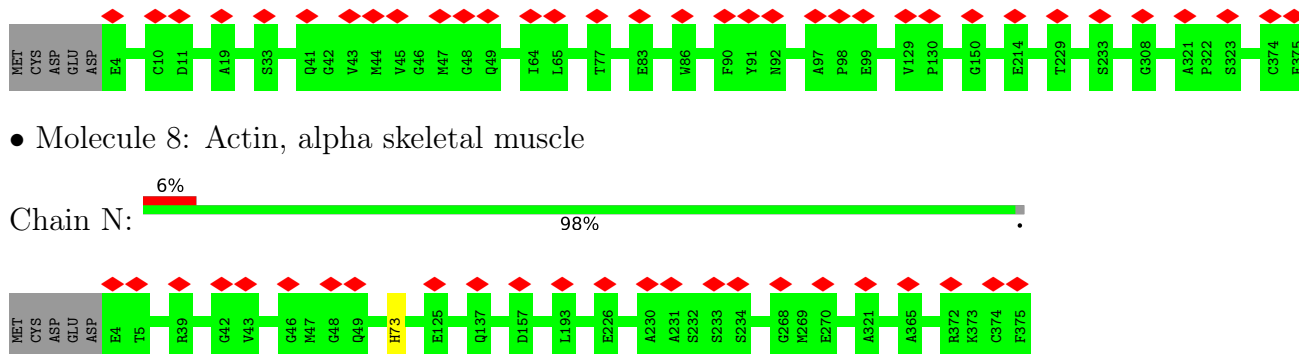 MET CYS ASP GLU ASP E4 C10 D11 A19 S33 Q41 G42 V43 M44 V45 G46 M47 G48 Q49 I64 L65 T77 E83 W86 F90 Y91 N92 A97 P98 E99 V129 P130 G150 E214 T229 S233 G308 A321 P322 S323 C374 F375
• Molecule 8: Actin, alpha skeletal muscle
6%
Chain N:
98%
.
MET CYS ASP GLU ASP E4 T5 R39 G42 V43 G46 M47 G48 Q49 H73 E125 Q137 D157 L193 E226 A230 A231 S232 S233 S234 G268 M269 E270 A321 A365 R372 K373 C374 F375